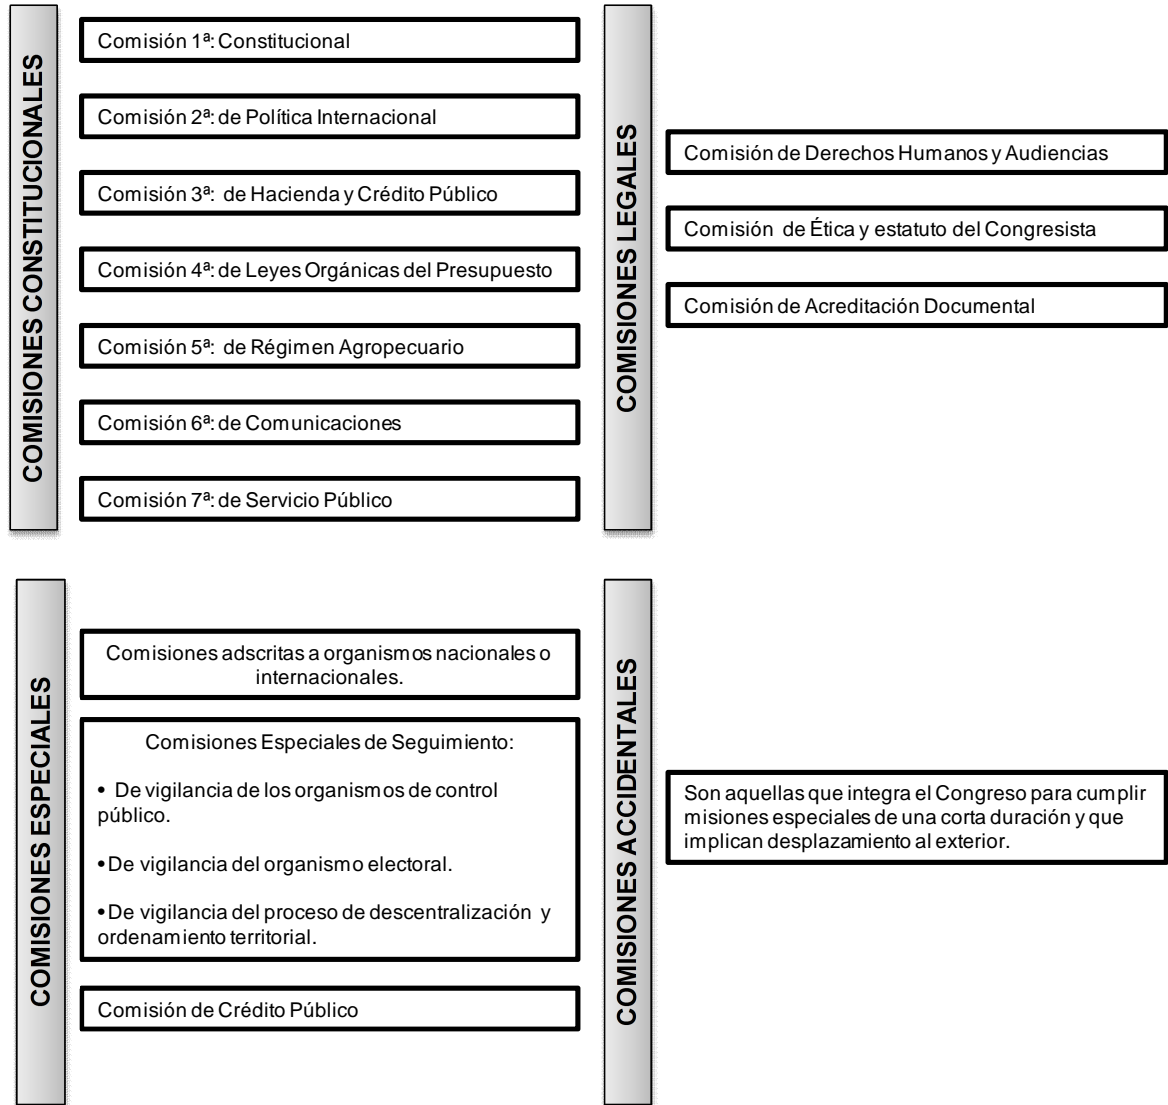 COMISIONES CONSTITUCIONALES
Comisión 1ª: Constitucional
Comisión 2ª: de Política Internacional
Comisión 3ª: de Hacienda y Crédito Público
Comisión 4ª: de Leyes Orgánicas del Presupuesto
Comisión 5ª: de Régimen Agropecuario
Comisión 6ª: de Comunicaciones
Comisión 7ª: de Servicio Público
COMISIONES LEGALES
Comisión de Derechos Humanos y Audiencias
Comisión de Ética y estatuto del Congresista
Comisión de Acreditación Documental
COMISIONES ESPECIALES
Comisiones adscritas a organismos nacionales o
internacionales.
Comisiones Especiales de Seguimiento:
• De vigilancia de los organismos de control
público.
• De vigilancia del organismo electoral.
• De vigilancia del proceso de descentralización y
ordenamiento territorial.
Comisión de Crédito Público
COMISIONES ACCIDENTALES
Son aquellas que integra el Congreso para cumplir
misiones especiales de una corta duración y que
implican desplazamiento al exterior.